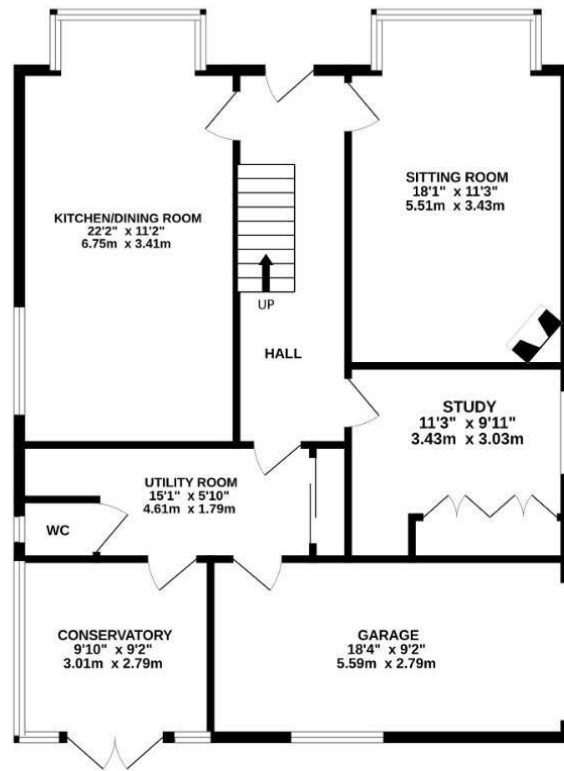 KITCHEN/DINING ROOM
22'2" x 11'2"
6.75m x 3.41m
SITTING ROOM
18'1" x 11'3"
5.51m x 3.43m
UP
HALL
STUDY
11'3" x 9'11"
3.43m x 3.03m
UTILITY ROOM
15'1" x 5'10"
4.61m x 1.79m
WC
CONSERVATORY
9'10" x 9'2"
3.01m x 2.79m
GARAGE
18'4" x 9'2"
5.59m x 2.79m